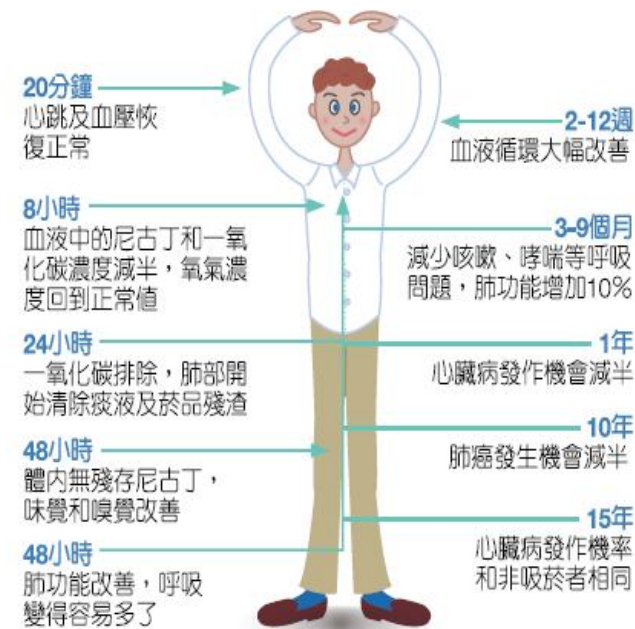 20分鐘
心跳及血壓恢
復正常
8小時
血液中的尼古丁和一氧
化碳濃度減半，氧氣濃
度回到正常值
24小時
一氧化碳排除，肺部開
始清除痰液及菸品殘渣
48小時
體內無殘存尼古丁，
味覺和嗅覺改善
48小時
肺功能改善，呼吸
變得容易多了
2-12週
血液循環大幅改善
3-9個月
減少咳嗽、哮喘等呼吸
問題，肺功能增加10%
1年
心臟病發作機會減半
10年
肺癌發生機會減半
15年
心臟病發作機率
和非吸菸者相同